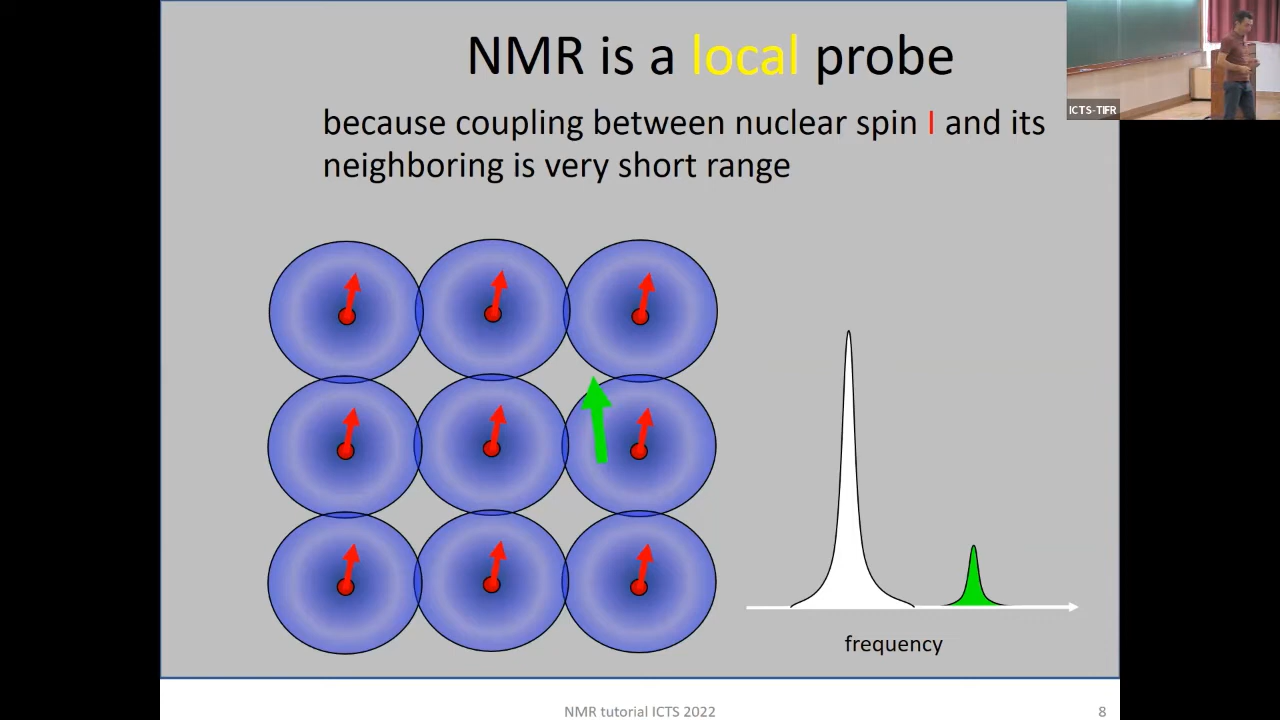 NMR is a local probe
ICTS-TIFR
because coupling between nuclear spin I and its
neighboring is very short range
frequency
NMR tutorial ICTS 2022
8